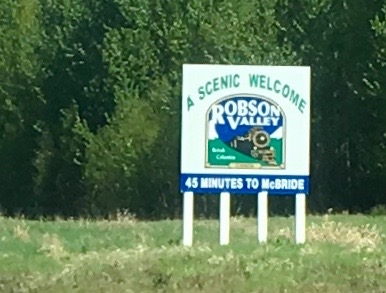 A SCENIC WELCOME
ROBSON
VALLEY
British
Columbia
45 MINUTES TO McBRIDE